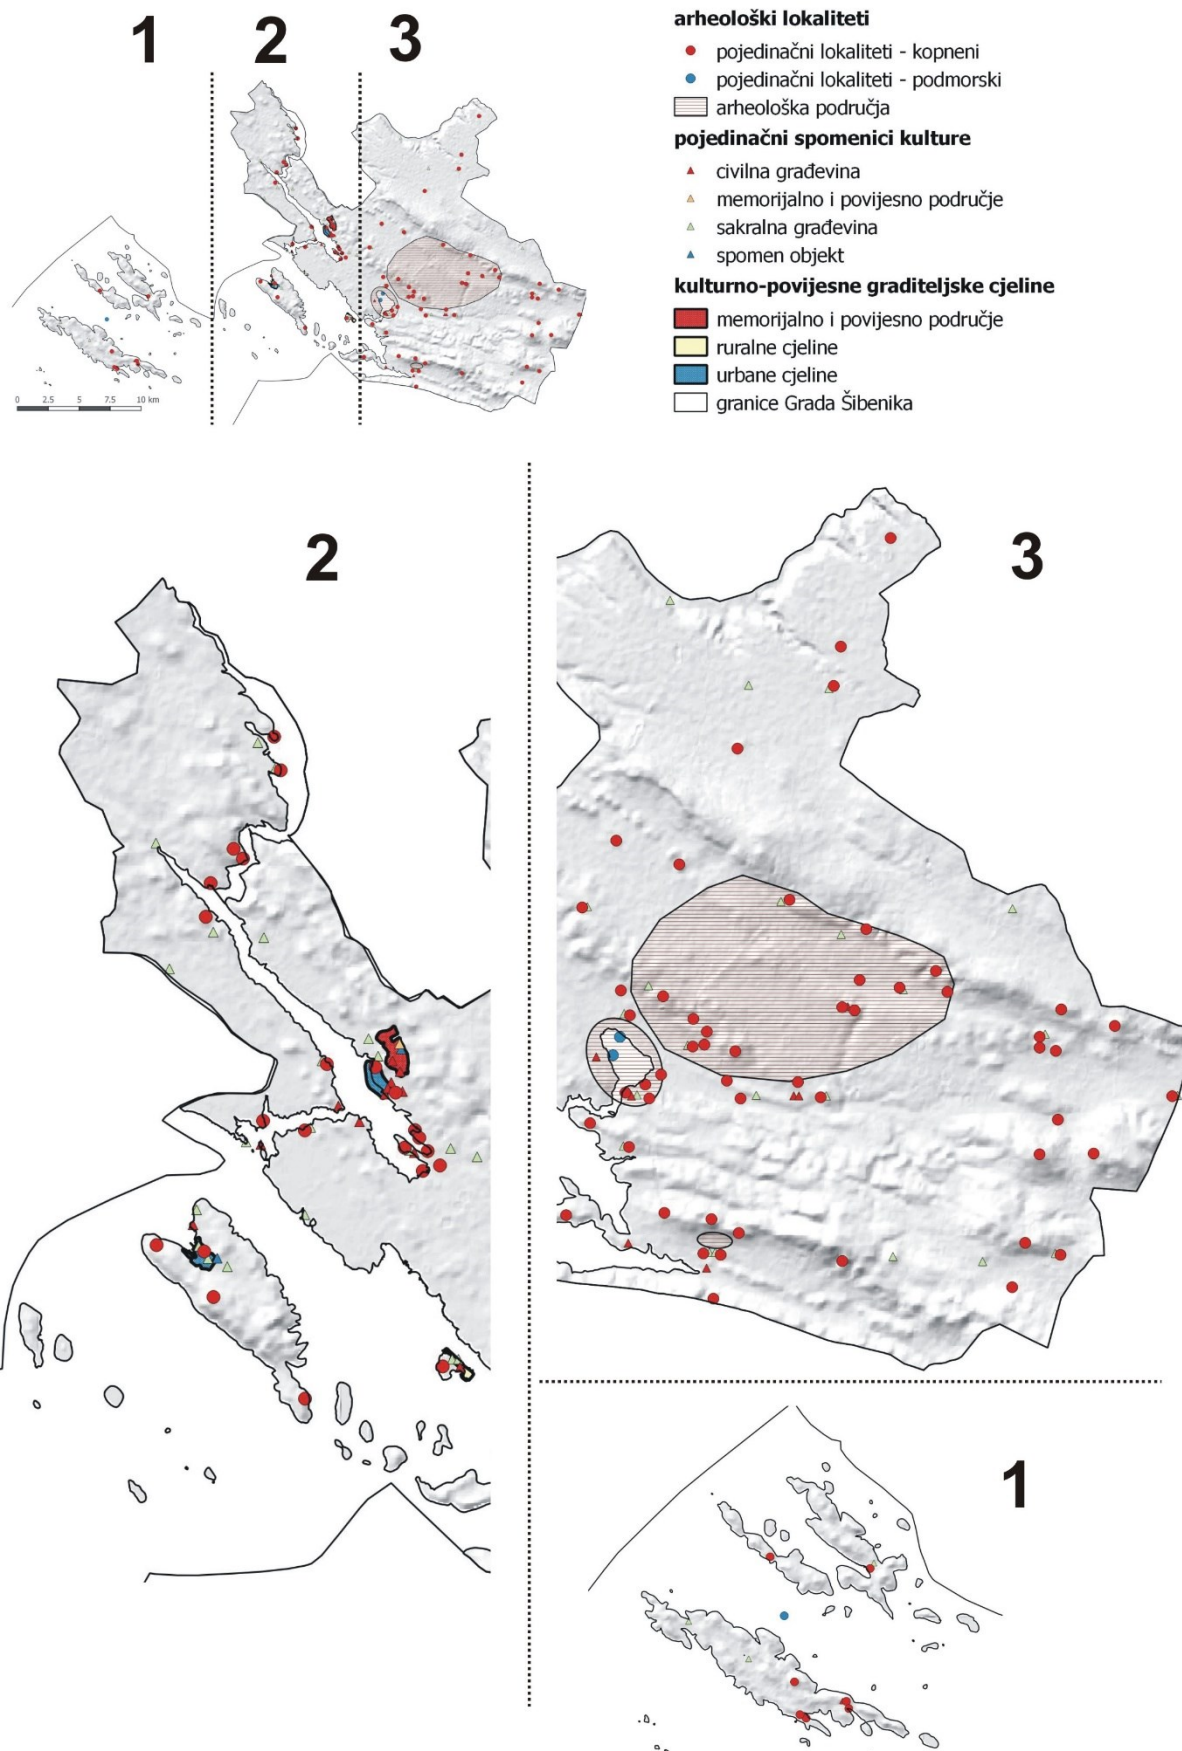 1
2
3
0 2.5 5 7.5 10 km
arheološki lokaliteti
pojedinačni lokaliteti - kopneni
pojedinačni lokaliteti - podmorski
arheološka područja
pojedinačni spomenici kulture
civilna građevina
memorijalno i povijesno područje
sakralna građevina
spomen objekt
kulturno-povijesne graditeljske cjeline
memorijalno i povijesno područje
ruralne cjeline
urbane cjeline
granice Grada Šibenika
2
3
1